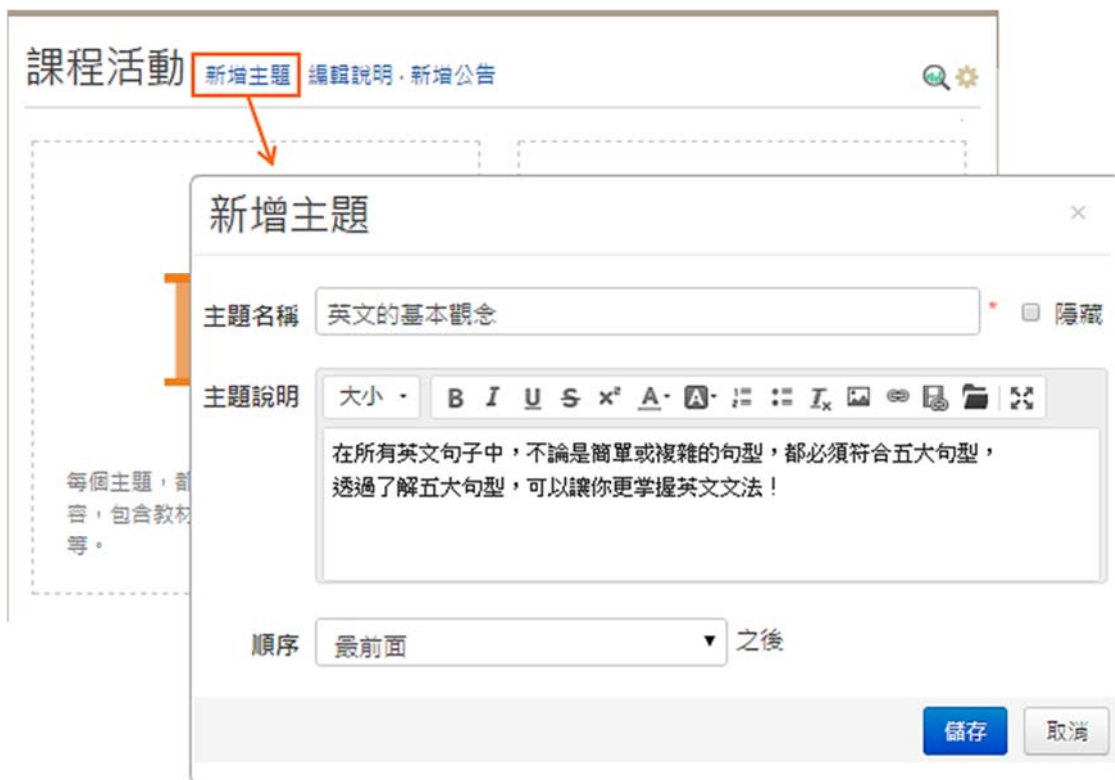 課程活動 新增主題 編輯說明 . 新增公告
新增主題 ×
主題名稱 英文的基本觀念 * 隱藏
主題說明 大小
在所有英文句子中，不論是簡單或複雜的句型，都必須符合五大句型，
透過了解五大句型，可以讓你更掌握英文文法！
每個主題，都
容，包含教材
等。
順序 最前面 之後
儲存 取消